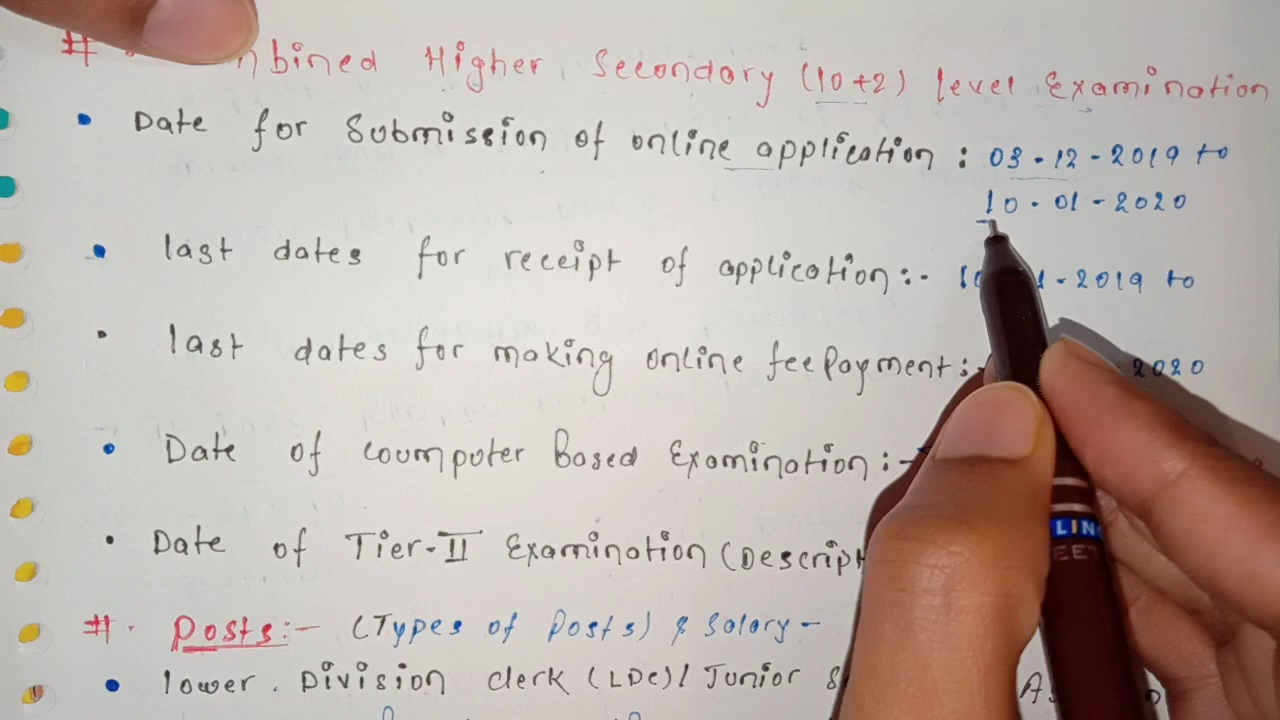 # Higher Secondary (10+2) level Examination
• Date for Submission of online application : 03-12-2019 to
10-01-2020
• last dates for receipt of application:- -2019 to
• last dates for making online fee Payment:- 2020
• Date of coumputer Based Examination:-
• Date of Tier-II Examination (
#. Posts:- (Types of Posts) & Salary-
• lower. Division clerk (LDC)/ Junior
LINC